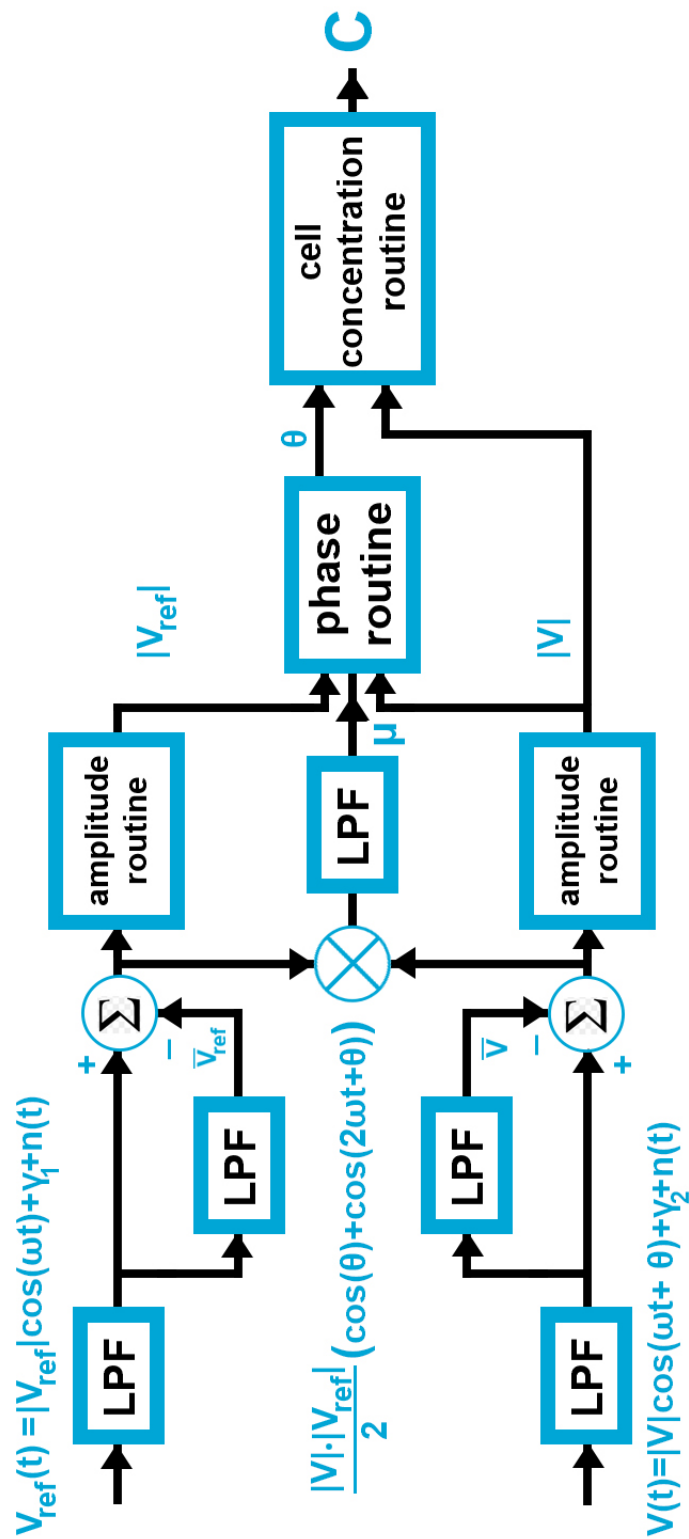 V_ref(t) =|V_ref|cos(ωt)+γ_1+n(t)
LPF
LPF
+
−
V̅_ref
Σ
amplitude
routine
|V_ref|
|V|·|V_ref|
2
(cos(θ)+cos(2ωt+θ))
LPF
μ
phase
routine
θ
cell
concentration
routine
C
LPF
LPF
V̅
−
+
Σ
amplitude
routine
|V|
V(t)=|V|cos(ωt+ θ)+γ_2+n(t)